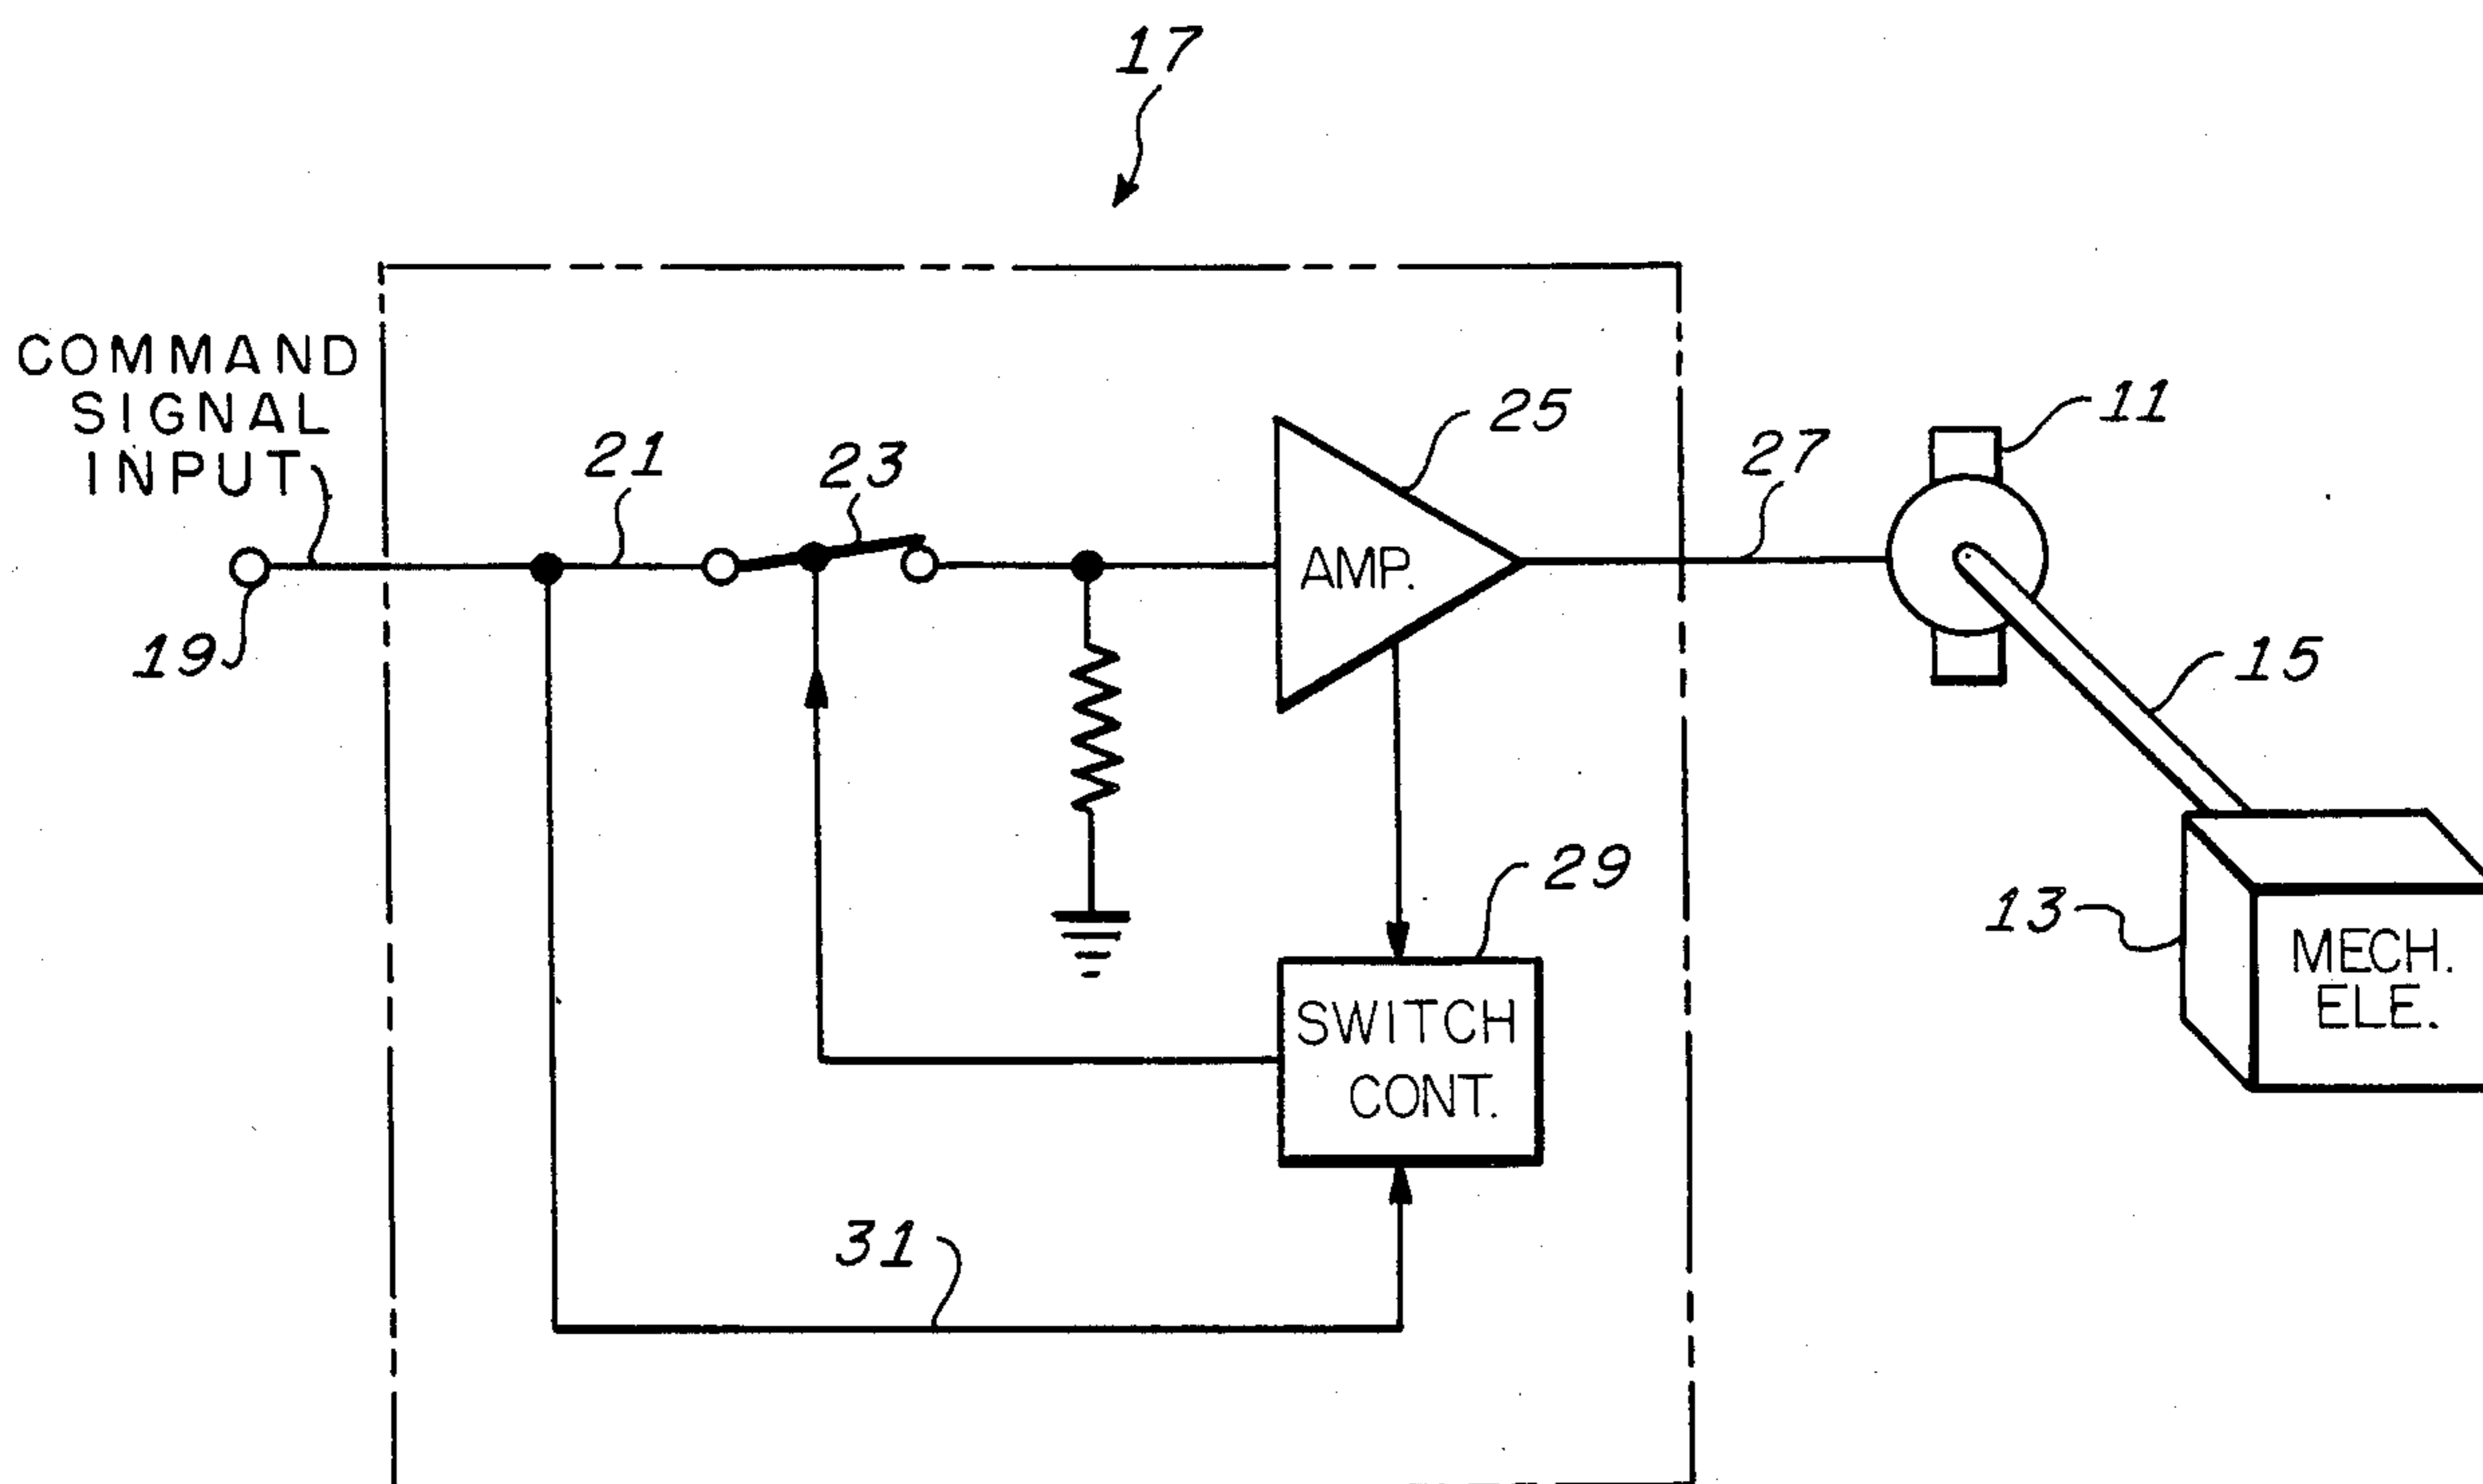 17
COMMAND
SIGNAL
INPUT
19
21
23
25
AMP.
27
11
15
29
SWITCH
CONT.
13
MECH.
ELE.
31